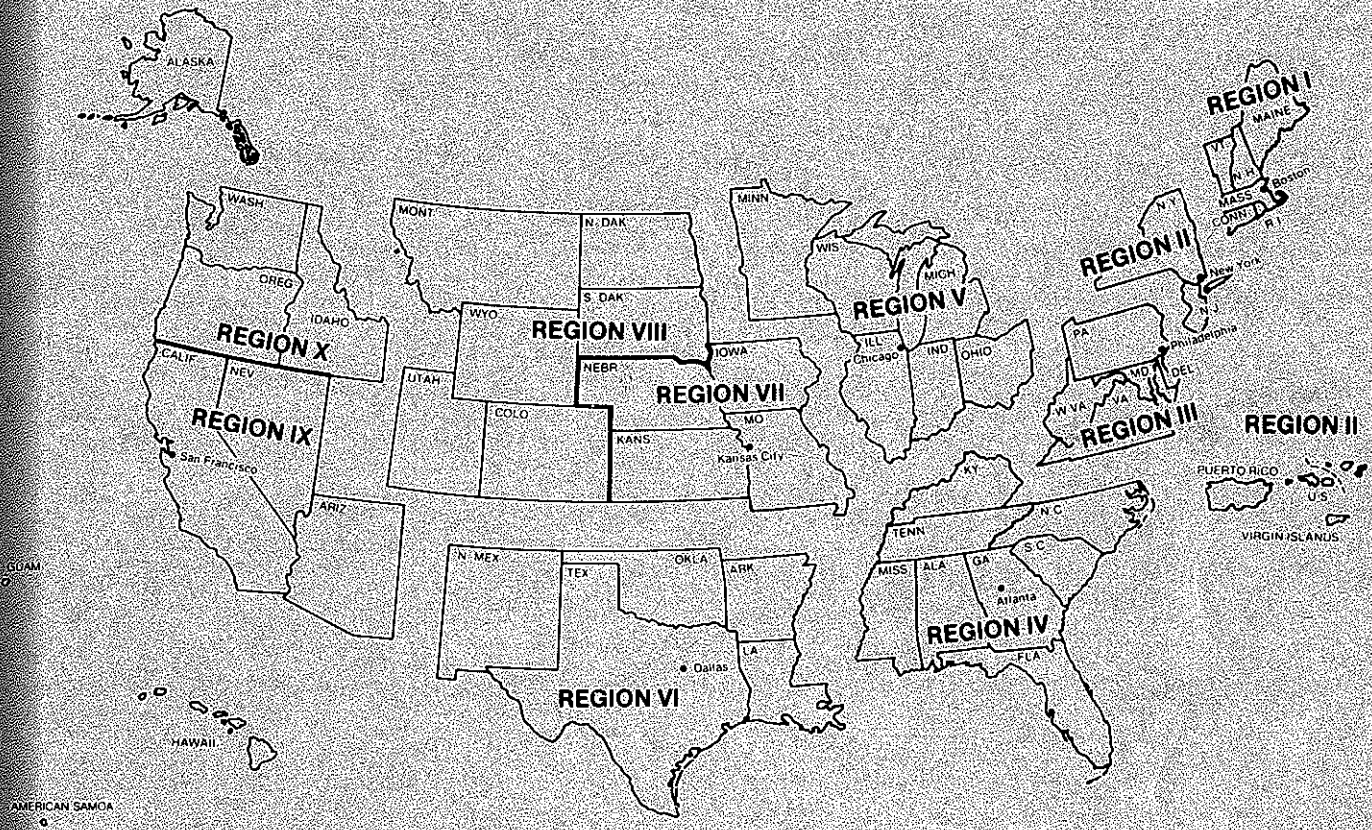 ALASKA
REGION I
MAINE
VT.
N.H.
Boston
MASS
CONN.
R I
N Y
REGION II
New York
N J
WASH
OREG
IDAHO
REGION X
MONT
N. DAK
S. DAK
WYO
REGION VIII
UTAH
COLO
MINN
WIS
MICH
REGION V
ILL
Chicago
IND
OHIO
PA
Philadelphia
MD
DEL
W VA
VA
REGION III
REGION II
PUERTO RICO
U.S.
VIRGIN ISLANDS
CALIF
NEV
REGION IX
San Francisco
ARIZ
NEBR
IOWA
REGION VII
MO
KANS
Kansas City
KY
TENN
N C
S C
MISS
ALA
GA
Atlanta
REGION IV
FLA
N. MEX
TEX
OKLA
ARK
LA
Dallas
REGION VI
GUAM
HAWAII
AMERICAN SAMOA